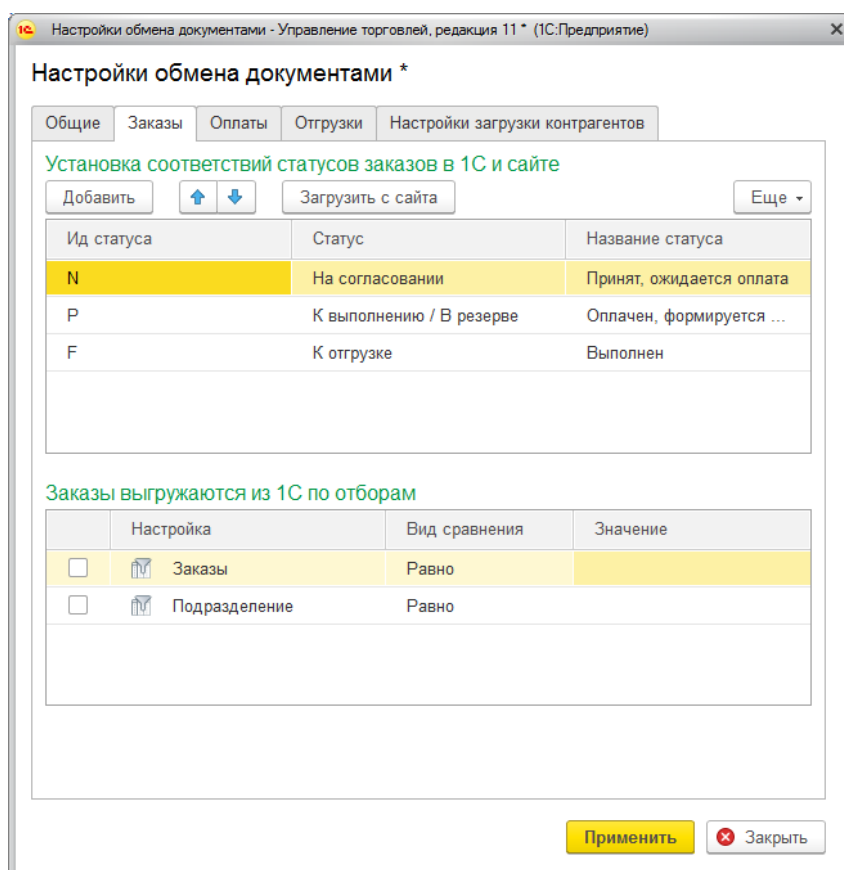 1С Настройки обмена документами - Управление торговлей, редакция 11 * (1С:Предприятие)
Настройки обмена документами *
Общие Заказы Оплаты Отгрузки Настройки загрузки контрагентов
Установка соответствий статусов заказов в 1С и сайте
Добавить Загрузить с сайта Еще
Ид статуса Статус Название статуса
N На согласовании Принят, ожидается оплата
P К выполнению / В резерве Оплачен, формируется ...
F К отгрузке Выполнен
Заказы выгружаются из 1С по отборам
Настройка Вид сравнения Значение
Заказы Равно
Подразделение Равно
Применить Закрыть